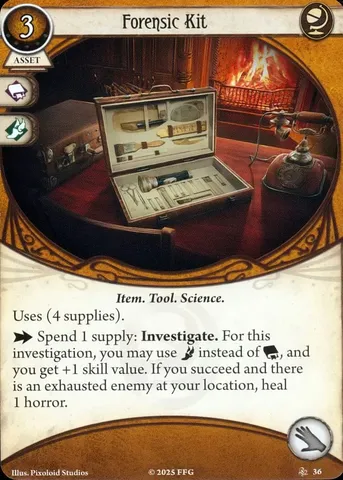 Forensic Kit
3
ASSET
Item. Tool. Science.
Uses (4 supplies).
Spend 1 supply: Investigate. For this
investigation, you may use instead of , and
you get +1 skill value. If you succeed and there
is an exhausted enemy at your location, heal
1 horror.
Illus. Pixoloid Studios
© 2025 FFG
36